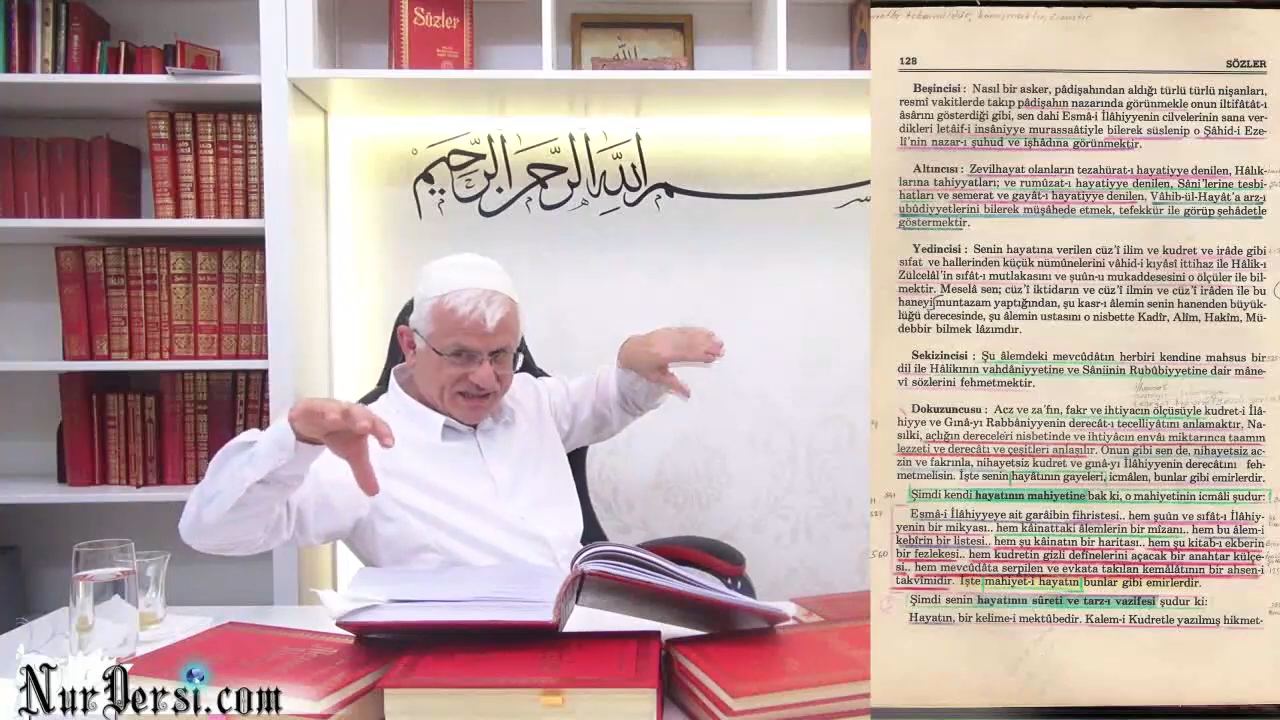 Sözler
الله
بسم الله الرحمن الرحيم
NurDersi.com
128 SÖZLER
Beşincisi : Nasıl bir asker, pâdişahından aldığı türlü türlü nişanları,
resmî vakitlerde takıp pâdişahın nazarında görünmekle onun iltifâtât-ı
âsârını gösterdiği gibi, sen dahi Esmâ-i İlâhiyyenin cilvelerinin sana ver-
dikleri letâif-i insâniyye murassaâtiyle bilerek süslenip o Şâhid-i Eze-
lî'nin nazar-ı şuhud ve işhâdına görünmektir.
Altıncısı : Zevilhayat olanların tezahürat-ı hayatiyye denilen, Hâlık-
larına tahiyyatları; ve rumûzat-ı hayatiyye denilen, Sâni'lerine tesbi-
hatları ve semerat ve gayât-ı hayatiyye denilen, Vâhib-ül-Hayât'a arz-ı
ubûdiyyetlerini bilerek müşâhede etmek, tefekkür ile görüp şehâdetle
göstermektir.
Yedincisi : Senin hayatına verilen cüz'î ilim ve kudret ve irâde gibi
sıfat ve hallerinden küçük nümûnelerini vâhid-i kıyâsî ittihaz ile Hâlik-ı
Zülcelâl'in sıfât-ı mutlakasını ve şuûn-u mukaddesesini o ölçüler ile bil-
mektir. Meselâ sen; cüz'î iktidarın ve cüz'î ilmin ve cüz'î irâden ile bu
haneyi muntazam yaptığından, şu kasr-ı âlemin senin hanenden büyük-
lüğü derecesinde, şu âlemin ustasını o nisbette Kadîr, Alîm, Hakîm, Mü-
debbir bilmek lâzımdır.
Sekizincisi : Şu âlemdeki mevcûdâtın herbiri kendine mahsus bir
dil ile Hâlikının vahdâniyyetine ve Sâniinin Rubûbiyyetine dair mâne-
vî sözlerini fehmetmektir.
Dokuzuncusu : Acz ve za'fın, fakr ve ihtiyacın ölçüsüyle kudret-i İlâ-
hiyye ve Gınâ-yı Rabbâniyyenin derecât-ı tecelliyâtını anlamaktır. Na-
sılki, açlığın dereceleri nisbetinde ve ihtiyâcın envâı miktarınca taamın
lezzeti ve derecâtı ve çeşitleri anlaşılır. Onun gibi sen de, nihayetsiz ac-
zin ve fakrınla, nihayetsiz kudret ve gınâ-yı İlâhiyyenin derecâtını feh-
metmelisin. İşte senin hayâtının gayeleri, icmâlen, bunlar gibi emirlerdir.
Şimdi kendi hayatının mahiyetine bak ki, o mahiyetinin icmâli şudur:
Esmâ-i İlâhiyyeye ait garâibin fihristesi.. hem şuûn ve sıfât-ı İlâhiy-
yenin bir mikyası.. hem kâinattaki âlemlerin bir mîzanı.. hem bu âlem-i
kebîrin bir listesi.. hem şu kâinatın bir haritası.. hem şu kitab-ı ekberin
bir fezlekesi.. hem kudretin gizli definelerini açacak bir anahtar külçe-
si.. hem mevcûdâta serpilen ve evkata takılan kemâlâtının bir ahsen-i
takvimidir. İşte mahiyet-i hayatın bunlar gibi emirlerdir.
Şimdi senin hayatının sûreti ve tarz-ı vazifesi şudur ki:
Hayatın, bir kelime-i mektûbedir. Kalem-i Kudretle yazılmış hikmet-